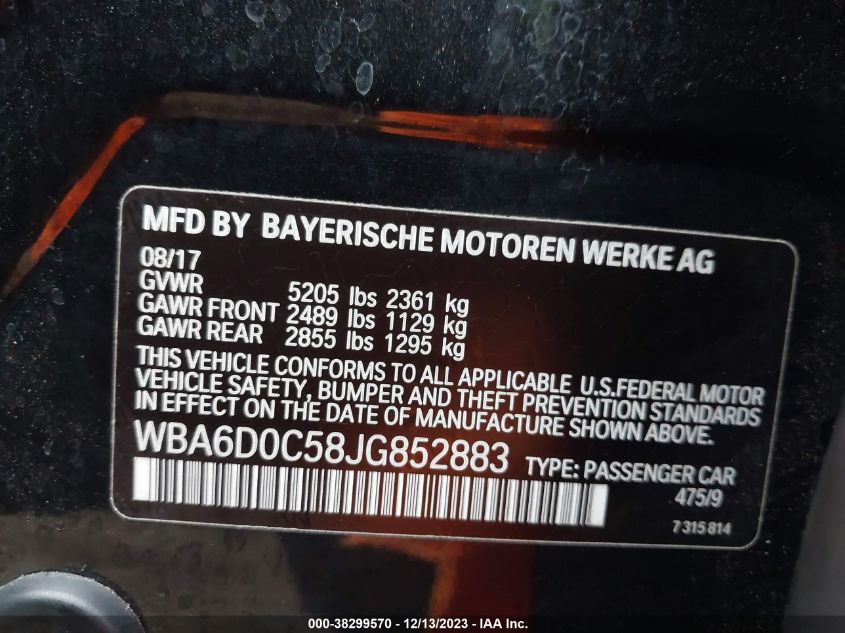 MFD BY BAYERISCHE MOTOREN WERKE AG
08/17
GVWR 5205 lbs 2361 kg
GAWR FRONT 2489 lbs 1129 kg
GAWR REAR 2855 lbs 1295 kg
THIS VEHICLE CONFORMS TO ALL APPLICABLE U.S.FEDERAL MOTOR
VEHICLE SAFETY, BUMPER AND THEFT PREVENTION STANDARDS
IN EFFECT ON THE DATE OF MANUFACTURE SHOWN ABOVE.
WBA6D0C58JG852883 TYPE: PASSENGER CAR
475/9
7 315 814
000-38299570 - 12/13/2023 - IAA Inc.